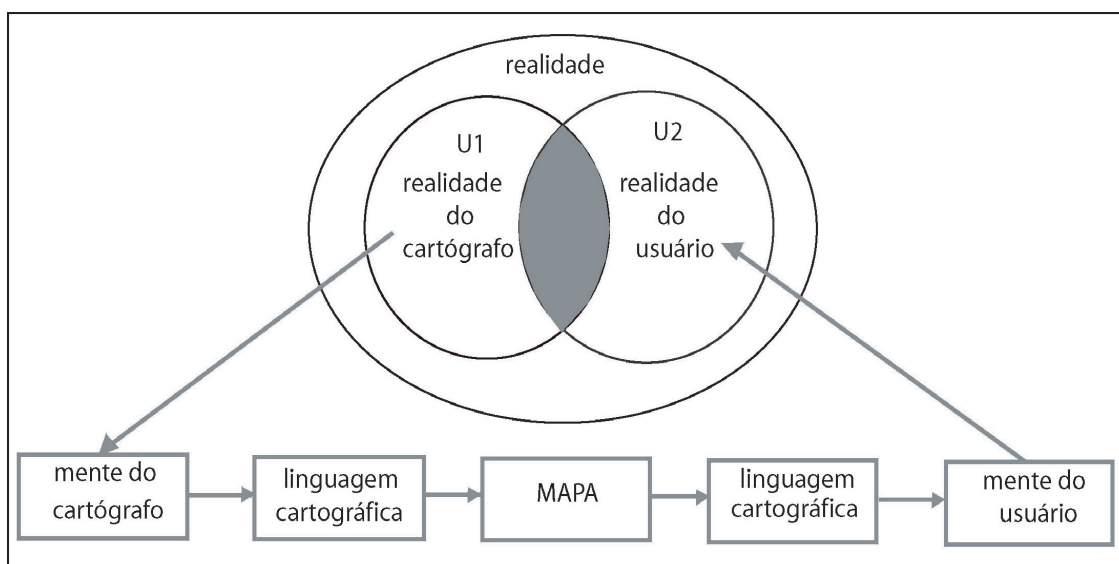 realidade
U1
realidade
do
cartógrafo
U2
realidade
do
usuário
mente do
cartógrafo
linguagem
cartográfica
MAPA
linguagem
cartográfica
mente do
usuário